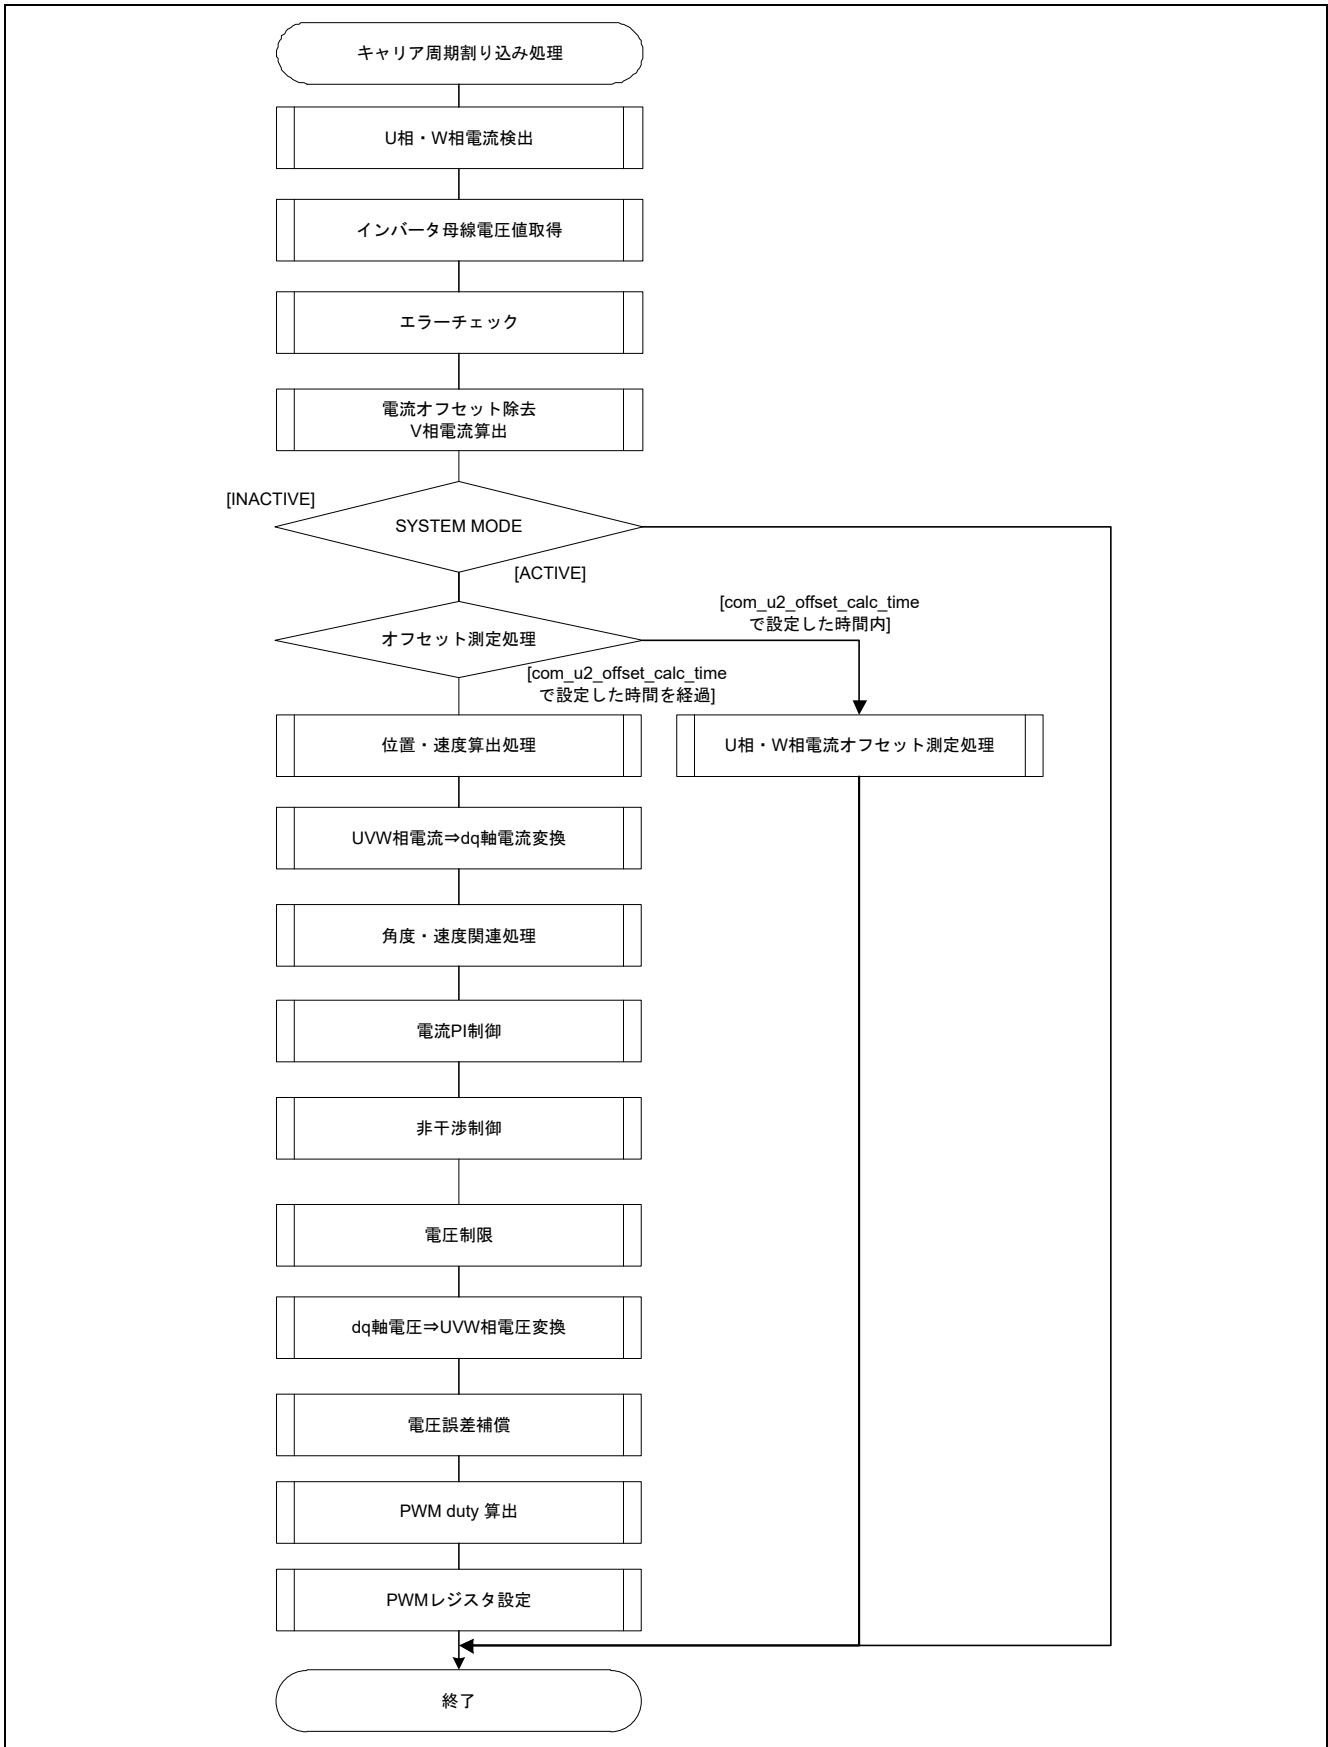 キャリア周期割り込み処理
U相・W相電流検出
インバータ母線電圧値取得
エラーチェック
電流オフセット除去
V相電流算出
[INACTIVE]
SYSTEM MODE
[ACTIVE]
[com_u2_offset_calc_time
で設定した時間内]
オフセット測定処理
[com_u2_offset_calc_time
で設定した時間を経過]
位置・速度算出処理
U相・W相電流オフセット測定処理
UVW相電流⇒dq軸電流変換
角度・速度関連処理
電流PI制御
非干渉制御
電圧制限
dq軸電圧⇒UVW相電圧変換
電圧誤差補償
PWM duty 算出
PWMレジスタ設定
終了